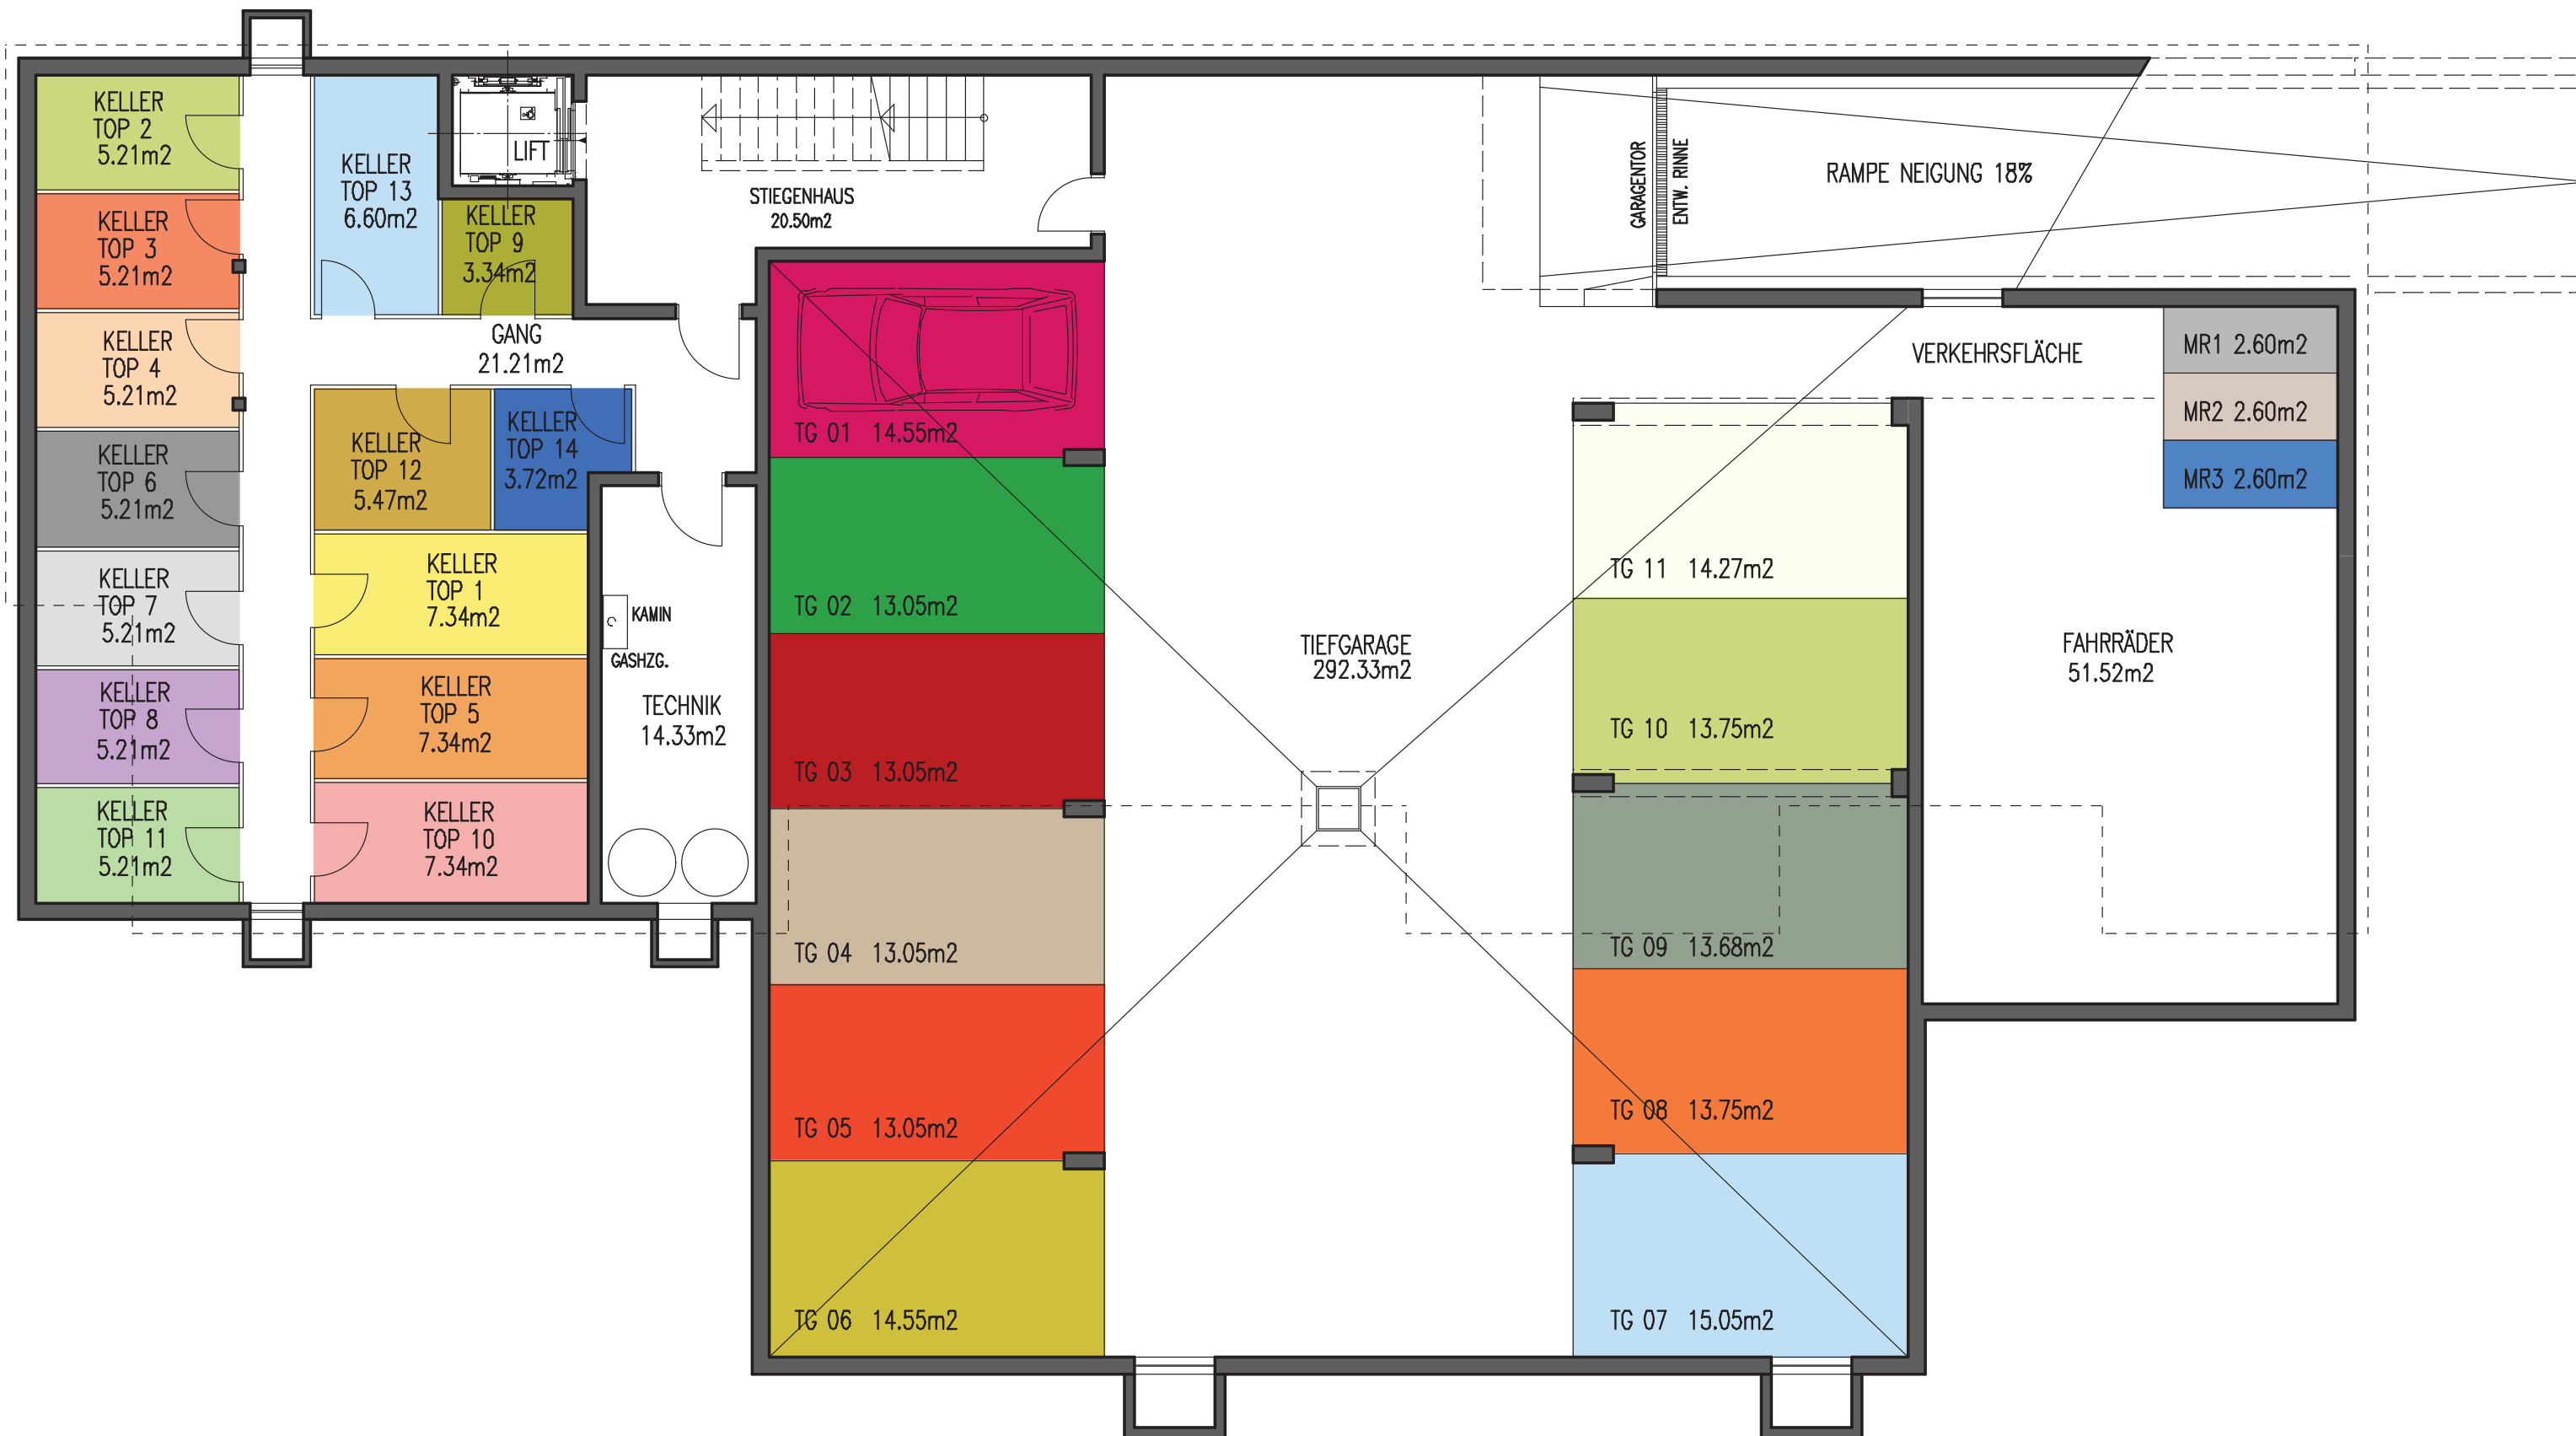 KELLER
TOP 2
5.21m2
KELLER
TOP 3
5.21m2
KELLER
TOP 4
5.21m2
KELLER
TOP 6
5.21m2
KELLER
TOP 7
5.21m2
KELLER
TOP 8
5.21m2
KELLER
TOP 11
5.21m2
KELLER
TOP 13
6.60m2
LIFT
KELLER
TOP 9
3.34m2
GANG
21.21m2
KELLER
TOP 12
5.47m2
KELLER
TOP 14
3.72m2
KELLER
TOP 1
7.34m2
KELLER
TOP 5
7.34m2
KELLER
TOP 10
7.34m2
STIEGENHAUS
20.50m2
KAMIN
GASHZG.
TECHNIK
14.33m2
TG 01 14.55m2
TG 02 13.05m2
TG 03 13.05m2
TG 04 13.05m2
TG 05 13.05m2
TG 06 14.55m2
TIEFGARAGE
292.33m2
GARAGENTOR
ENTW. RINNE
RAMPE NEIGUNG 18%
VERKEHRSFLÄCHE
TG 11 14.27m2
TG 10 13.75m2
TG 09 13.68m2
TG 08 13.75m2
TG 07 15.05m2
MR1 2.60m2
MR2 2.60m2
MR3 2.60m2
FAHRRÄDER
51.52m2